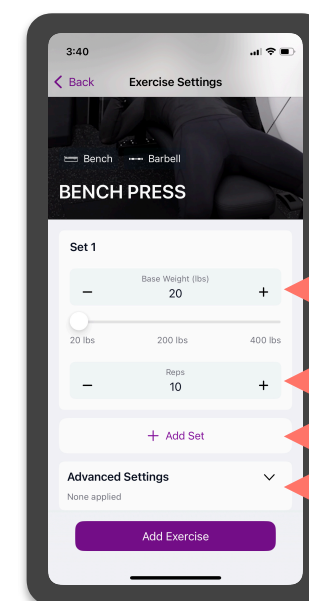 3:40
Back Exercise Settings
Bench Barbell
BENCH PRESS
Set 1
Base Weight (lbs)
− 20 +
20 lbs 200 lbs 400 lbs
Reps
− 10 +
+ Add Set
Advanced Settings
None applied
Add Exercise